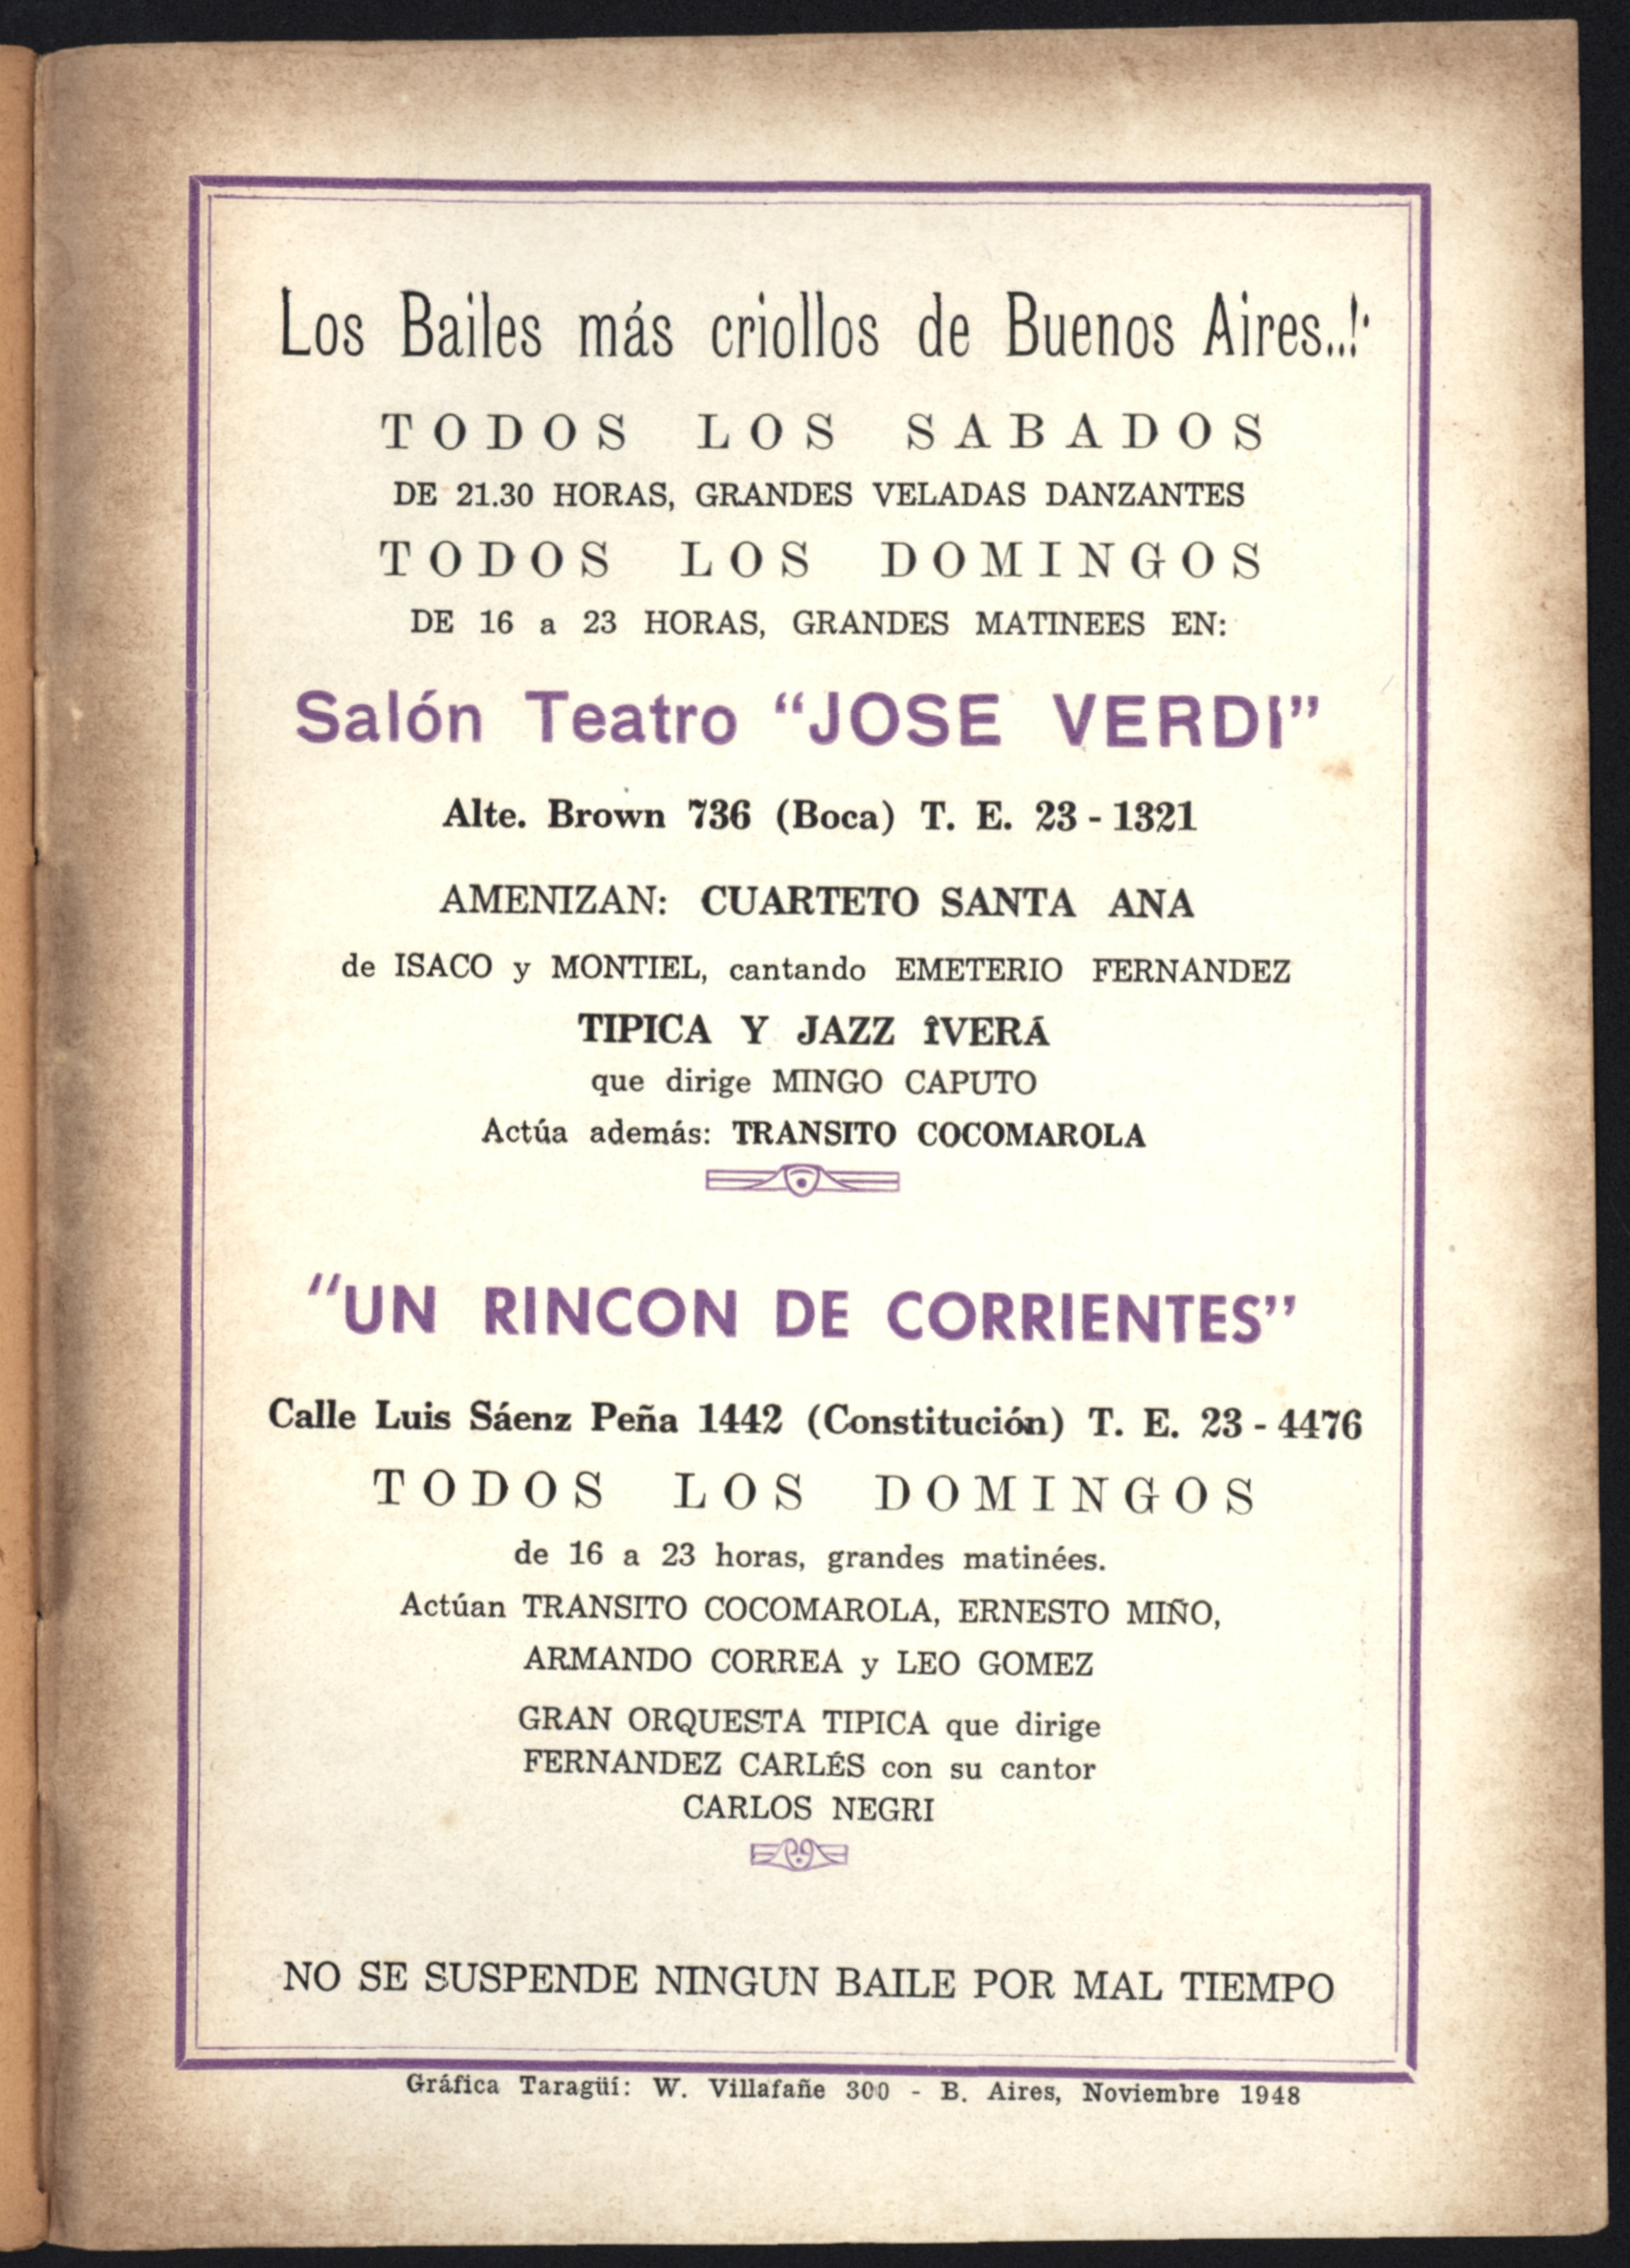 Los Bailes más criollos de Buenos Aires..!
TODOS LOS SABADOS
DE 21.30 HORAS, GRANDES VELADAS DANZANTES
TODOS LOS DOMINGOS
DE 16 a 23 HORAS, GRANDES MATINEES EN:
Salón Teatro “JOSE VERDI”
Alte. Brown 736 (Boca) T. E. 23 - 1321
AMENIZAN: CUARTETO SANTA ANA
de ISACO y MONTIEL, cantando EMETERIO FERNANDEZ
TIPICA Y JAZZ ÎVERÁ
que dirige MINGO CAPUTO
Actúa además: TRANSITO COCOMAROLA
“UN RINCON DE CORRIENTES”
Calle Luis Sáenz Peña 1442 (Constitución) T. E. 23 - 4476
TODOS LOS DOMINGOS
de 16 a 23 horas, grandes matinées.
Actúan TRANSITO COCOMAROLA, ERNESTO MIÑO,
ARMANDO CORREA y LEO GOMEZ
GRAN ORQUESTA TIPICA que dirige
FERNANDEZ CARLÉS con su cantor
CARLOS NEGRI
NO SE SUSPENDE NINGUN BAILE POR MAL TIEMPO
Gráfica Taragüí: W. Villafañe 300 - B. Aires, Noviembre 1948